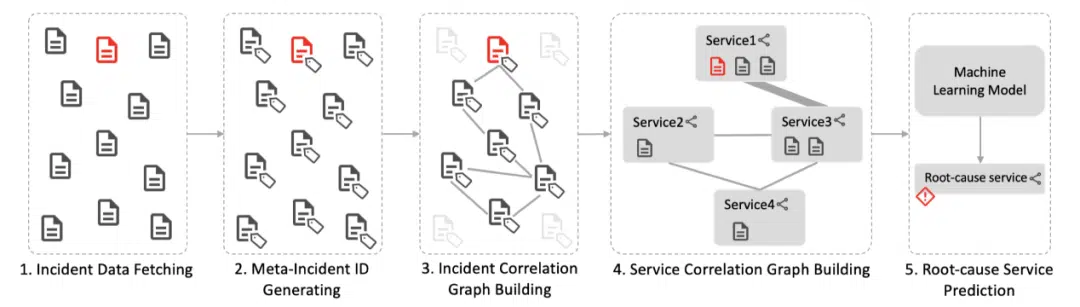 Service1
Service2
Service3
Service4
Machine
Learning Model
Root-cause service
1. Incident Data Fetching
2. Meta-Incident ID
Generating
3. Incident Correlation
Graph Building
4. Service Correlation Graph Building
5. Root-cause Service
Prediction